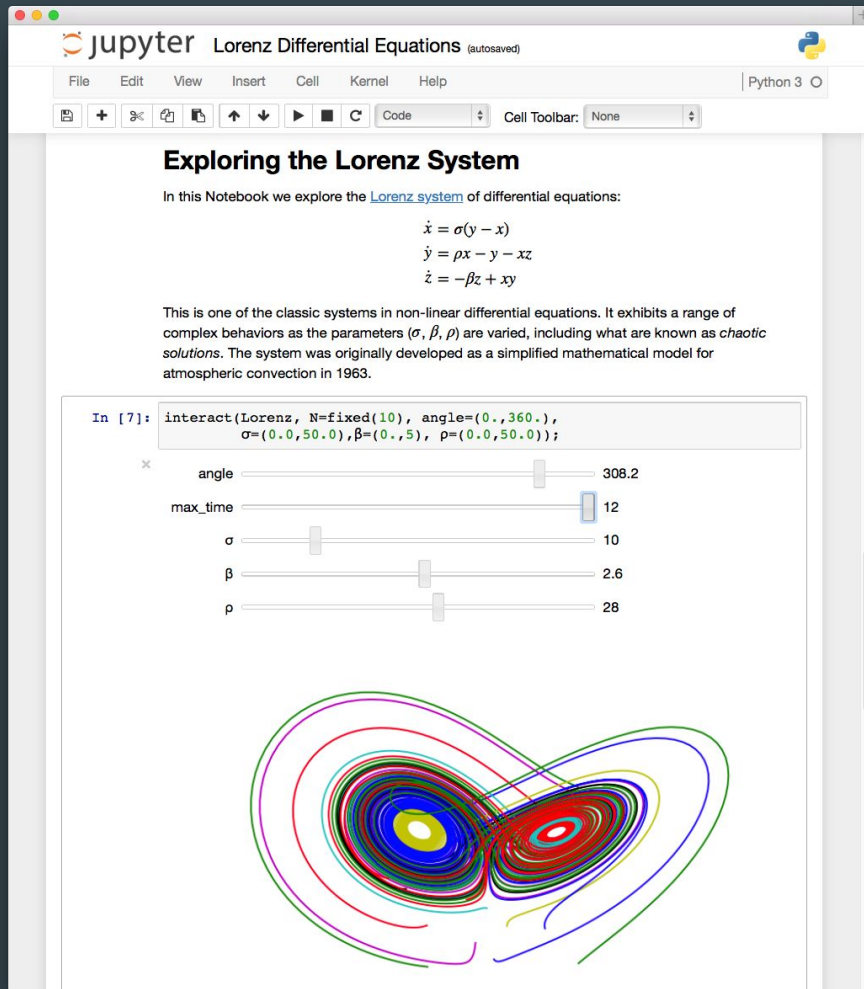 jupyter Lorenz Differential Equations (autosaved)
File Edit View Insert Cell Kernel Help Python 3
Code Cell Toolbar: None
Exploring the Lorenz System
In this Notebook we explore the Lorenz system of differential equations:
ẋ = σ(y − x)
ẏ = ρx − y − xz
ż = −βz + xy
This is one of the classic systems in non-linear differential equations. It exhibits a range of
complex behaviors as the parameters (σ, β, ρ) are varied, including what are known as chaotic
solutions. The system was originally developed as a simplified mathematical model for
atmospheric convection in 1963.
In [7]: interact(Lorenz, N=fixed(10), angle=(0.,360.),
σ=(0.0,50.0),β=(0.,5), ρ=(0.0,50.0));
angle 308.2
max_time 12
σ 10
β 2.6
ρ 28